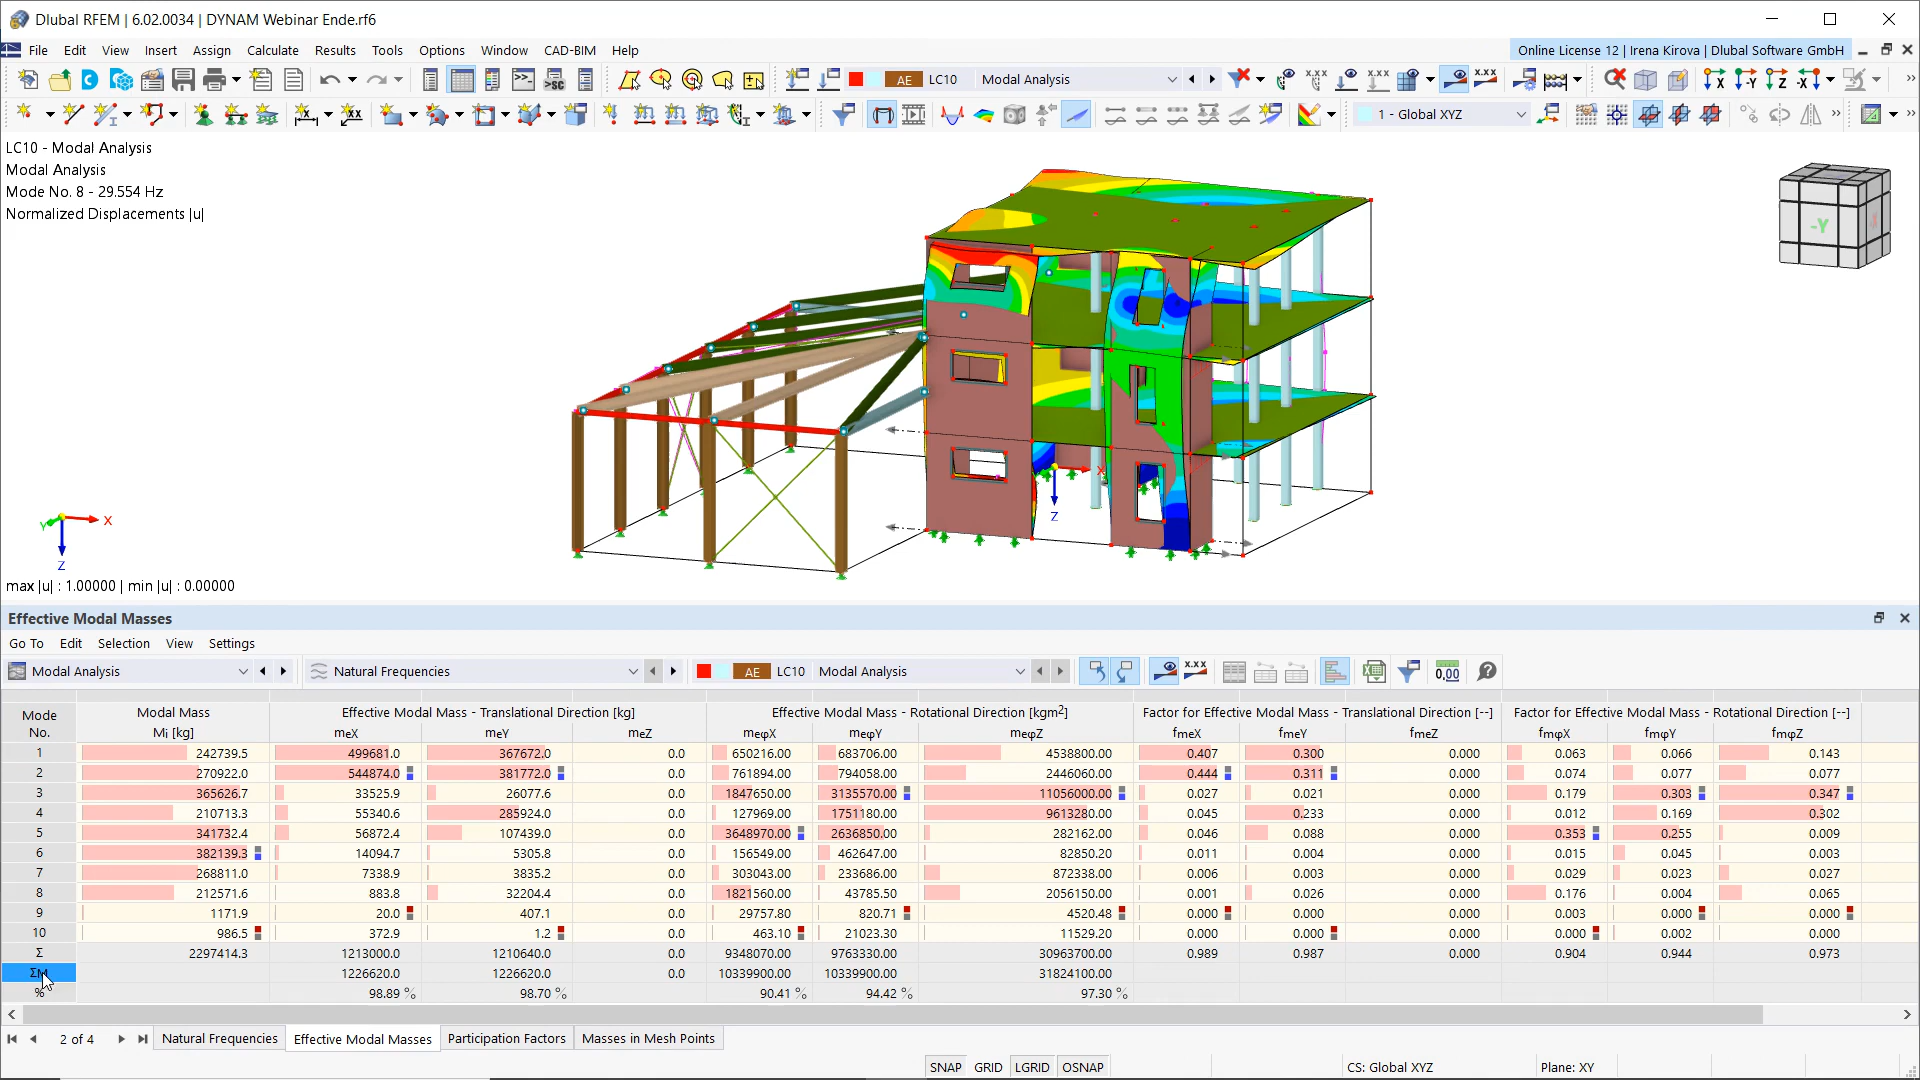 Dlubal RFEM | 6.02.0034 | DYNAM Webinar Ende.rf6
File Edit View Insert Assign Calculate Results Tools Options Window CAD-BIM Help
Online License 12 | Irena Kirova | Dlubal Software GmbH
AE LC10 Modal Analysis
1 - Global XYZ
LC10 - Modal Analysis
Modal Analysis
Mode No. 8 - 29.554 Hz
Normalized Displacements |u|
-Y
X
Z
Y X
Z
max |u| : 1.00000 | min |u| : 0.00000
Effective Modal Masses
Go To Edit Selection View Settings
Modal Analysis Natural Frequencies AE LC10 Modal Analysis
Mode Modal Mass Effective Modal Mass - Translational Direction [kg] Effective Modal Mass - Rotational Direction [kgm2] Factor for Effective Modal Mass - Translational Direction [--] Factor for Effective Modal Mass - Rotational Direction [--]
No. Mi [kg] meX meY meZ meφX meφY meφZ fmeX fmeY fmeZ fmφX fmφY fmφZ
1 242739.5 499681.0 367672.0 0.0 650216.00 683706.00 4538800.00 0.407 0.300 0.000 0.063 0.066 0.143
2 270922.0 544874.0 381772.0 0.0 761894.00 794058.00 2446060.00 0.444 0.311 0.000 0.074 0.077 0.077
3 365626.7 33525.9 26077.6 0.0 1847650.00 3135570.00 11056000.00 0.027 0.021 0.000 0.179 0.303 0.347
4 210713.3 55340.6 285924.0 0.0 127969.00 1751180.00 9613280.00 0.045 0.233 0.000 0.012 0.169 0.302
5 341732.4 56872.4 107439.0 0.0 3648970.00 2636850.00 282162.00 0.046 0.088 0.000 0.353 0.255 0.009
6 382139.3 14094.7 5305.8 0.0 156549.00 462647.00 82850.20 0.011 0.004 0.000 0.015 0.045 0.003
7 268811.0 7338.9 3835.2 0.0 303043.00 233686.00 872338.00 0.006 0.003 0.000 0.029 0.023 0.027
8 212571.6 883.8 32204.4 0.0 1821560.00 43785.50 2056150.00 0.001 0.026 0.000 0.176 0.004 0.065
9 1171.9 20.0 407.1 0.0 29757.80 820.71 4520.48 0.000 0.000 0.000 0.003 0.000 0.000
10 986.5 372.9 1.2 0.0 463.10 21023.30 11529.20 0.000 0.000 0.000 0.000 0.002 0.000
Σ 2297414.3 1213000.0 1210640.0 0.0 9348070.00 9763330.00 30963700.00 0.989 0.987 0.000 0.904 0.944 0.973
ΣM 1226620.0 1226620.0 0.0 10339900.00 10339900.00 31824100.00
% 98.89 % 98.70 % 90.41 % 94.42 % 97.30 %
2 of 4 Natural Frequencies Effective Modal Masses Participation Factors Masses in Mesh Points
SNAP GRID LGRID OSNAP CS: Global XYZ Plane: XY